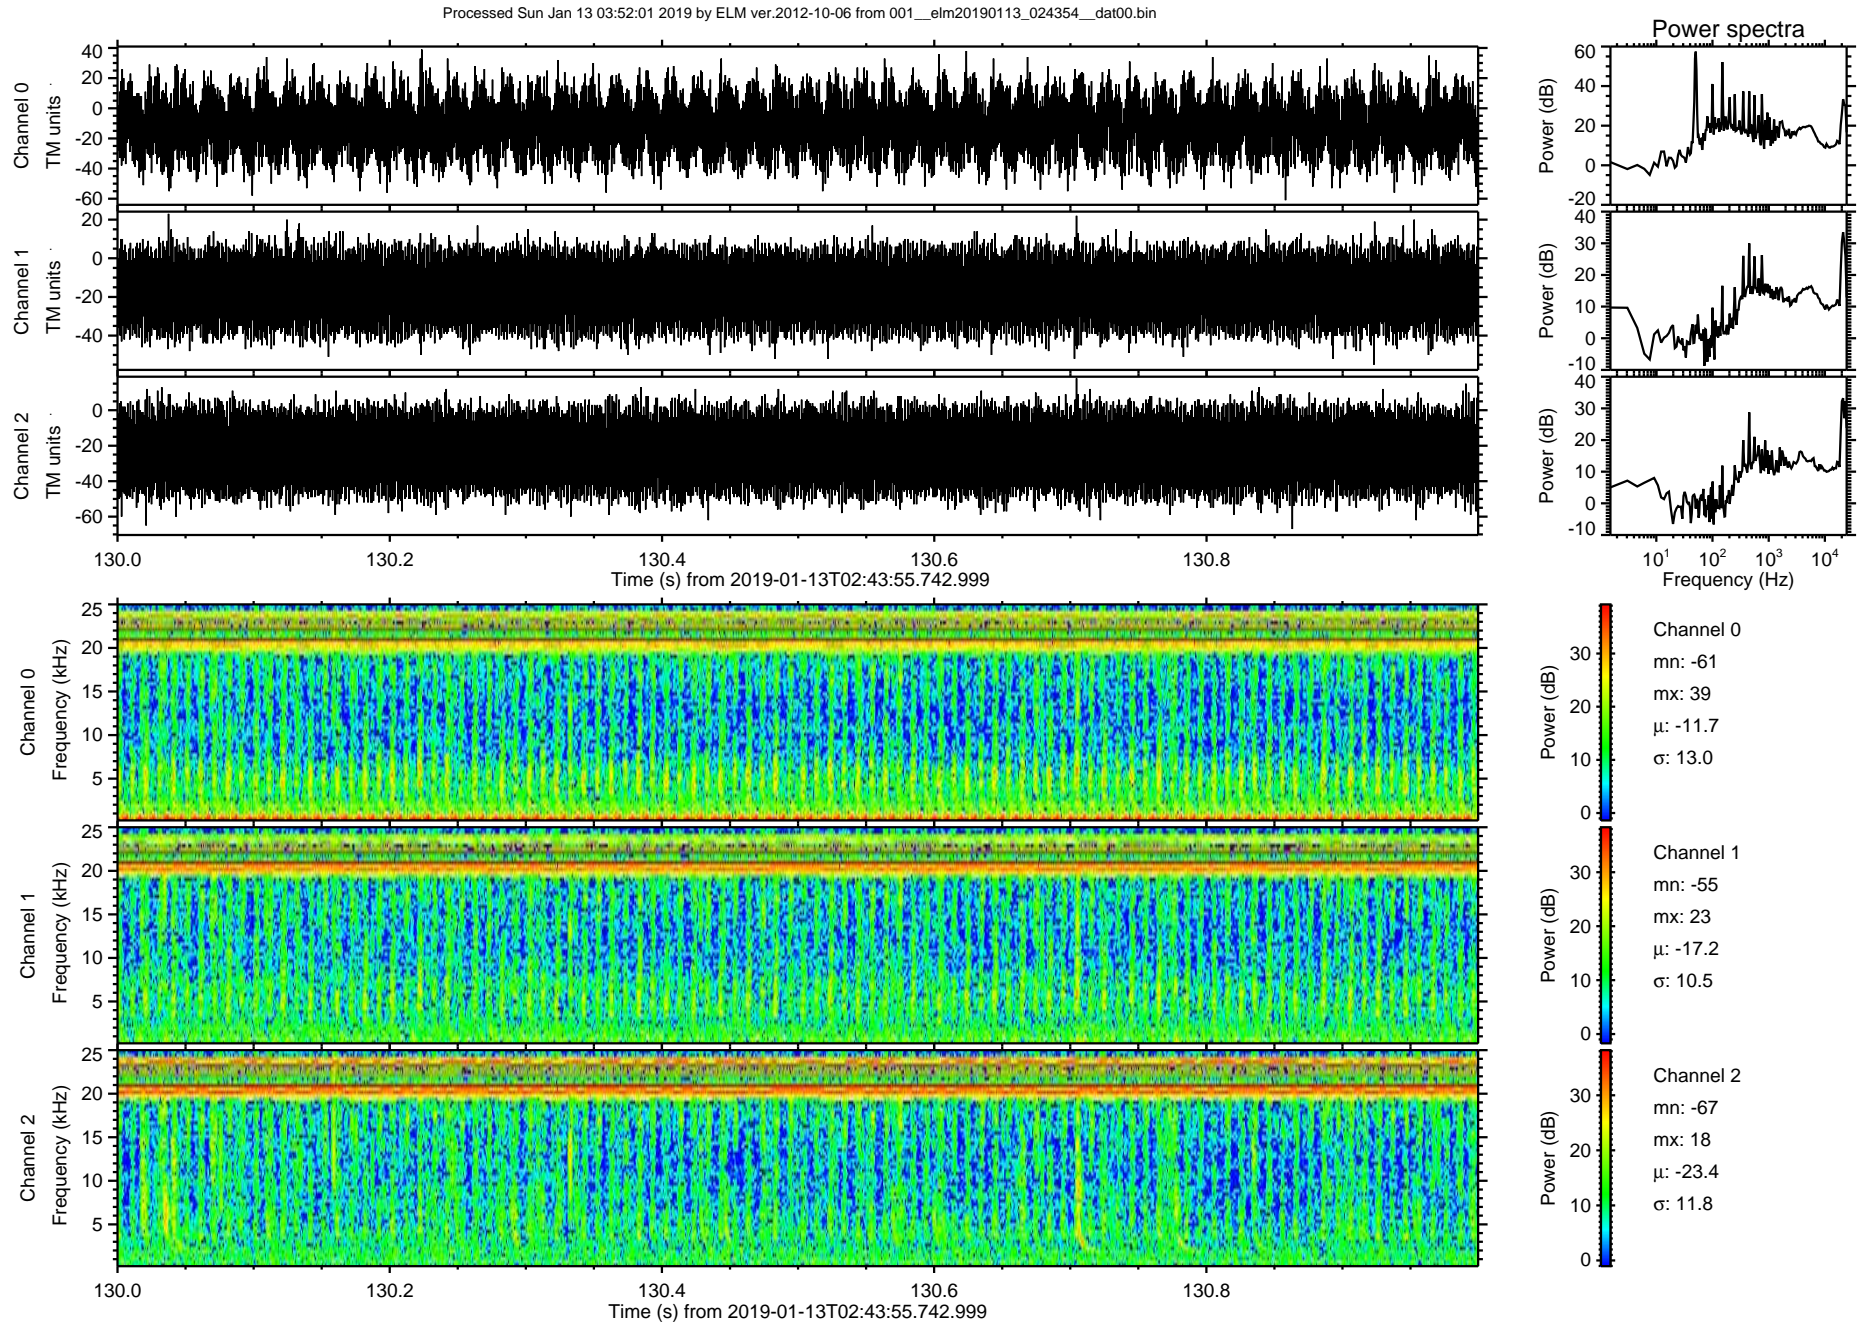 Processed Sun Jan 13 03:52:01 2019 by ELM ver.2012-10-06 from 001__elm20190113_024354__dat00.bin
Power spectra
Channel 0
TM units
40
20
0
-20
-40
-60
Power (dB)
60
40
20
0
-20
Channel 1
TM units
20
0
-20
-40
Power (dB)
40
30
20
10
0
-10
Channel 2
TM units
0
-20
-40
-60
Power (dB)
40
30
20
10
0
-10
130.0 130.2 130.4 130.6 130.8
Time (s) from 2019-01-13T02:43:55.742.999
10^1 10^2 10^3 10^4
Frequency (Hz)
Channel 0
Frequency (kHz)
25
20
15
10
5
Power (dB)
30
20
10
0
Channel 0
mn: -61
mx: 39
μ: -11.7
σ: 13.0
Channel 1
Frequency (kHz)
25
20
15
10
5
Power (dB)
30
20
10
0
Channel 1
mn: -55
mx: 23
μ: -17.2
σ: 10.5
Channel 2
Frequency (kHz)
25
20
15
10
5
Power (dB)
30
20
10
0
Channel 2
mn: -67
mx: 18
μ: -23.4
σ: 11.8
130.0 130.2 130.4 130.6 130.8
Time (s) from 2019-01-13T02:43:55.742.999